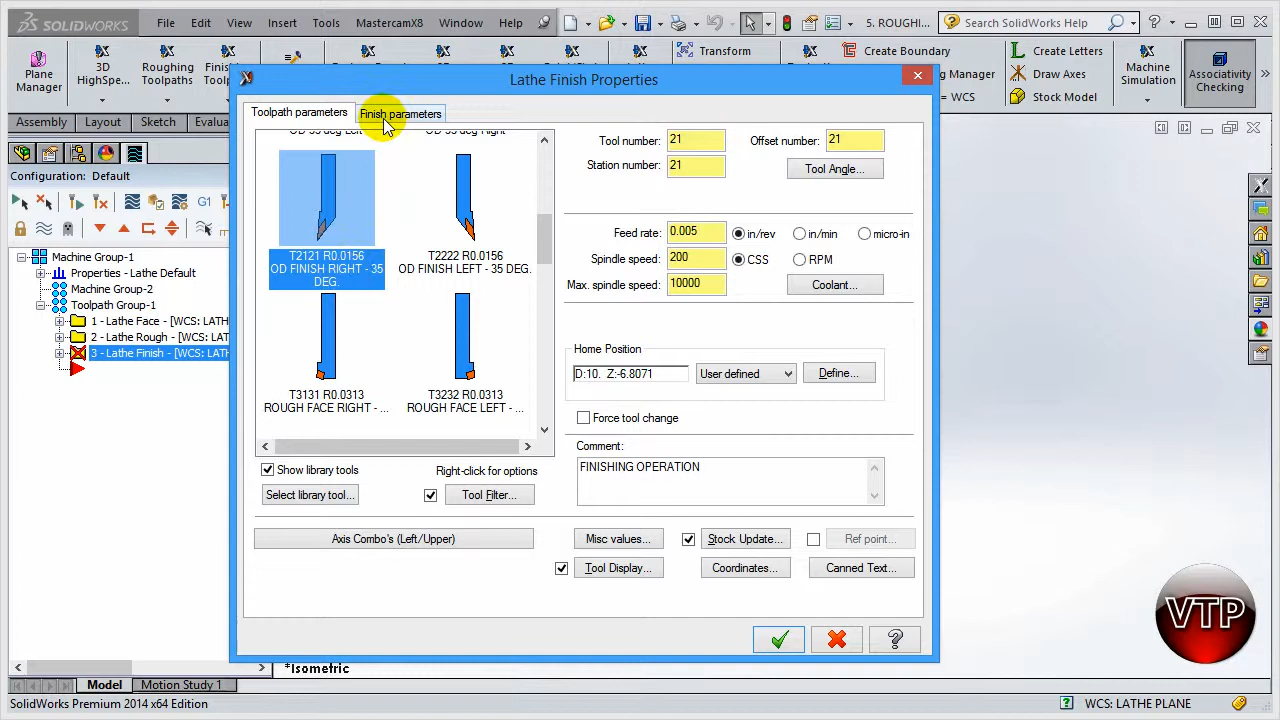 SOLIDWORKS File Edit View Insert Tools MastercamX8 Window Help 5. ROUGHI... Search SolidWorks Help
Plane Manager
3D HighSpe...
Roughing Toolpaths
Transform
Create Boundary
Create Letters
Draw Axes
= WCS
Stock Model
Machine Simulation
Associativity Checking
Assembly Layout Sketch
Configuration: Default
G1
Machine Group-1
Properties - Lathe Default
Machine Group-2
Toolpath Group-1
1 - Lathe Face - [WCS: LATH
2 - Lathe Rough - [WCS: LAT
3 - Lathe Finish - [WCS: LATH
Lathe Finish Properties
Toolpath parameters Finish parameters
T2121 R0.0156
OD FINISH RIGHT - 35
DEG.
T2222 R0.0156
OD FINISH LEFT - 35 DEG.
T3131 R0.0313
ROUGH FACE RIGHT - ...
T3232 R0.0313
ROUGH FACE LEFT - ...
Show library tools Right-click for options
Select library tool... Tool Filter...
Axis Combo's (Left/Upper)
Tool number: 21 Offset number: 21
Station number: 21 Tool Angle...
Feed rate: 0.005 in/rev in/min micro-in
Spindle speed: 200 CSS RPM
Max. spindle speed: 10000 Coolant...
Home Position
D:10. Z:-6.8071 User defined Define...
Force tool change
Comment:
FINISHING OPERATION
Misc values... Stock Update... Ref point...
Tool Display... Coordinates... Canned Text...
VTP
*Isometric
Model Motion Study 1
SolidWorks Premium 2014 x64 Edition WCS: LATHE PLANE